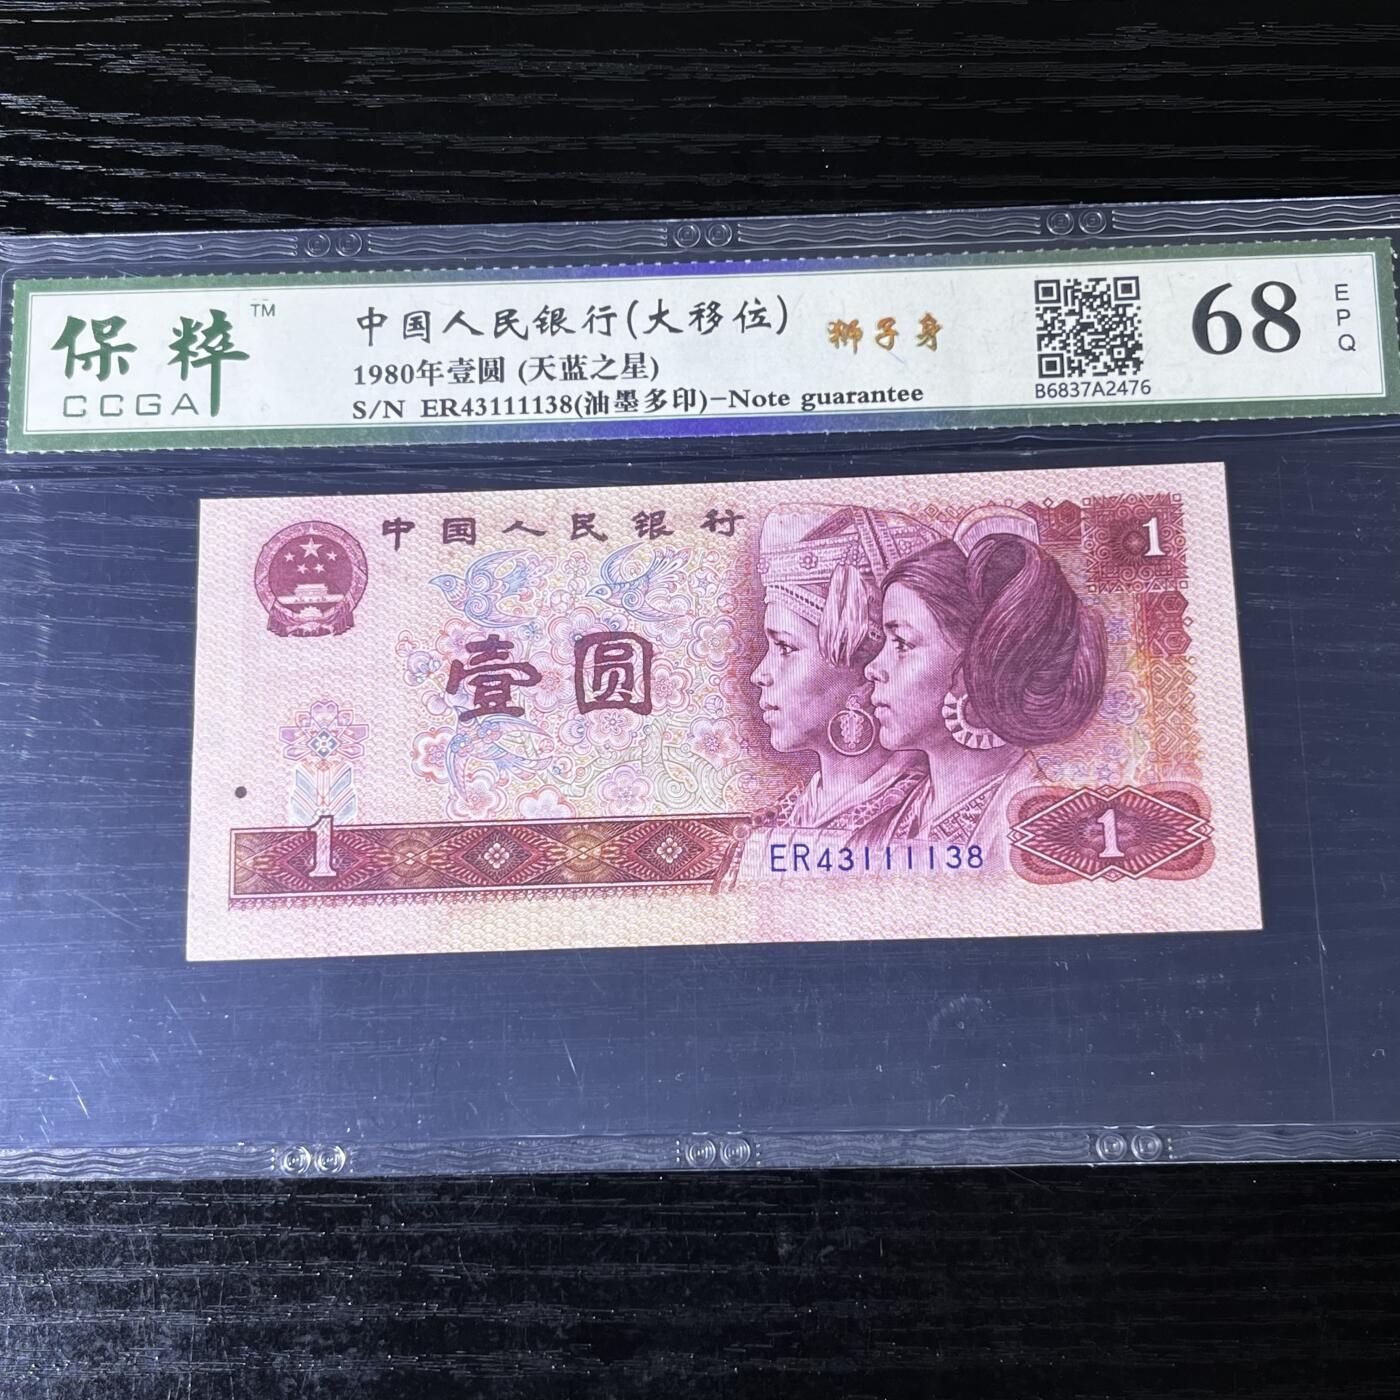 保粹 TM
CCGA
中国人民银行(大移位)
狮子身
1980年壹圆 (天蓝之星)
S/N ER43111138(油墨多印)-Note guarantee
B6837A2476
68
EPQ
中国人民银行
1
壹圆
1
ER43111138
1